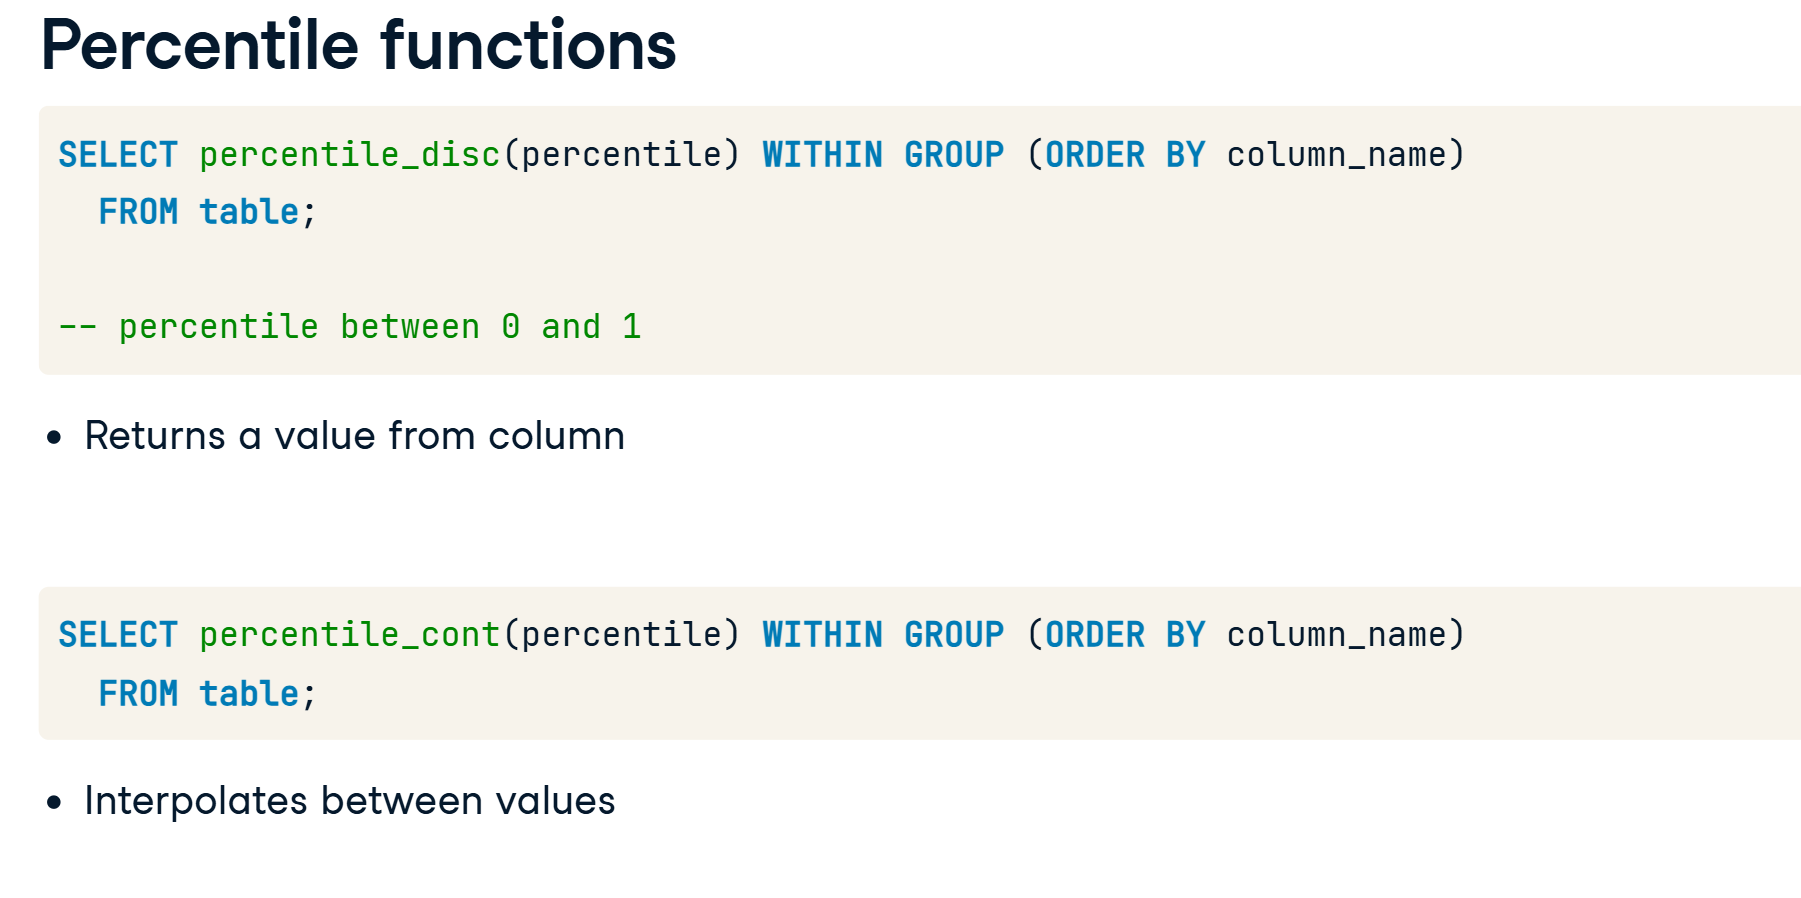 Percentile functions
SELECT percentile_disc(percentile) WITHIN GROUP (ORDER BY column_name)
  FROM table;
-- percentile between 0 and 1
• Returns a value from column
SELECT percentile_cont(percentile) WITHIN GROUP (ORDER BY column_name)
  FROM table;
• Interpolates between values